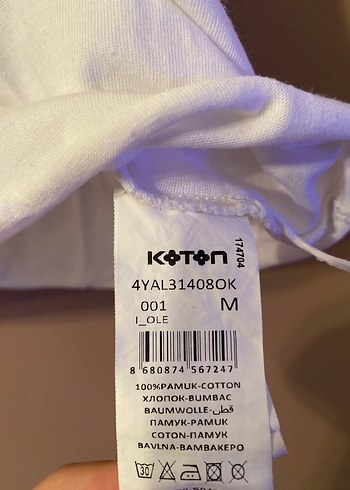 KOTON
174704
4YAL31408OK
001 M
I_OLE
8 680874 567247
100%PAMUK-COTTON
ХЛОПОК-BUMBAC
BAUMWOLLE-قطن
ПАМУК-PAMUK
COTON-ПАМУК
BAVLNA-BAMBAKEPO
30